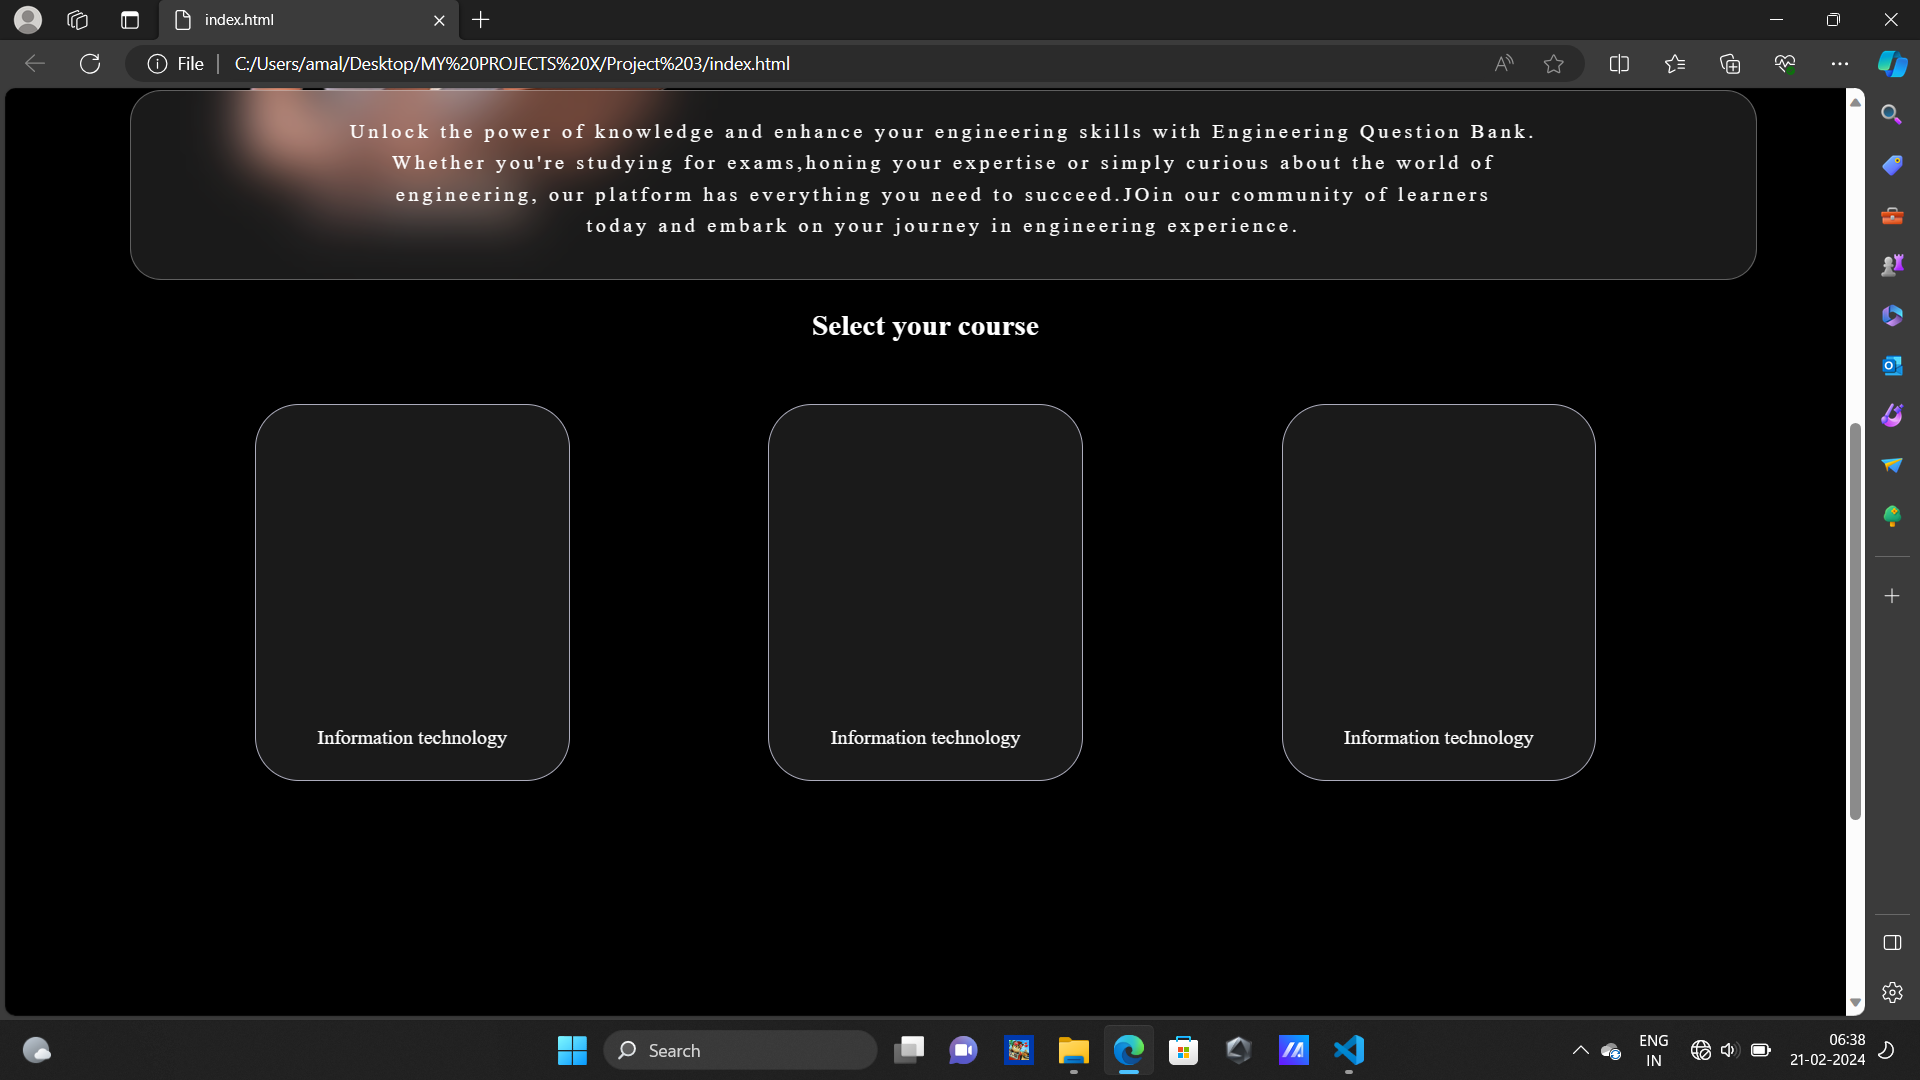 index.html
File
C:/Users/amal/Desktop/MY%20PROJECTS%20X/Project%203/index.html
Unlock the power of knowledge and enhance your engineering skills with Engineering Question Bank.
Whether you're studying for exams,honing your expertise or simply curious about the world of
engineering, our platform has everything you need to succeed.JOin our community of learners
today and embark on your journey in engineering experience.
Select your course
Information technology
Information technology
Information technology
Search
ENG
IN
06:38
21-02-2024